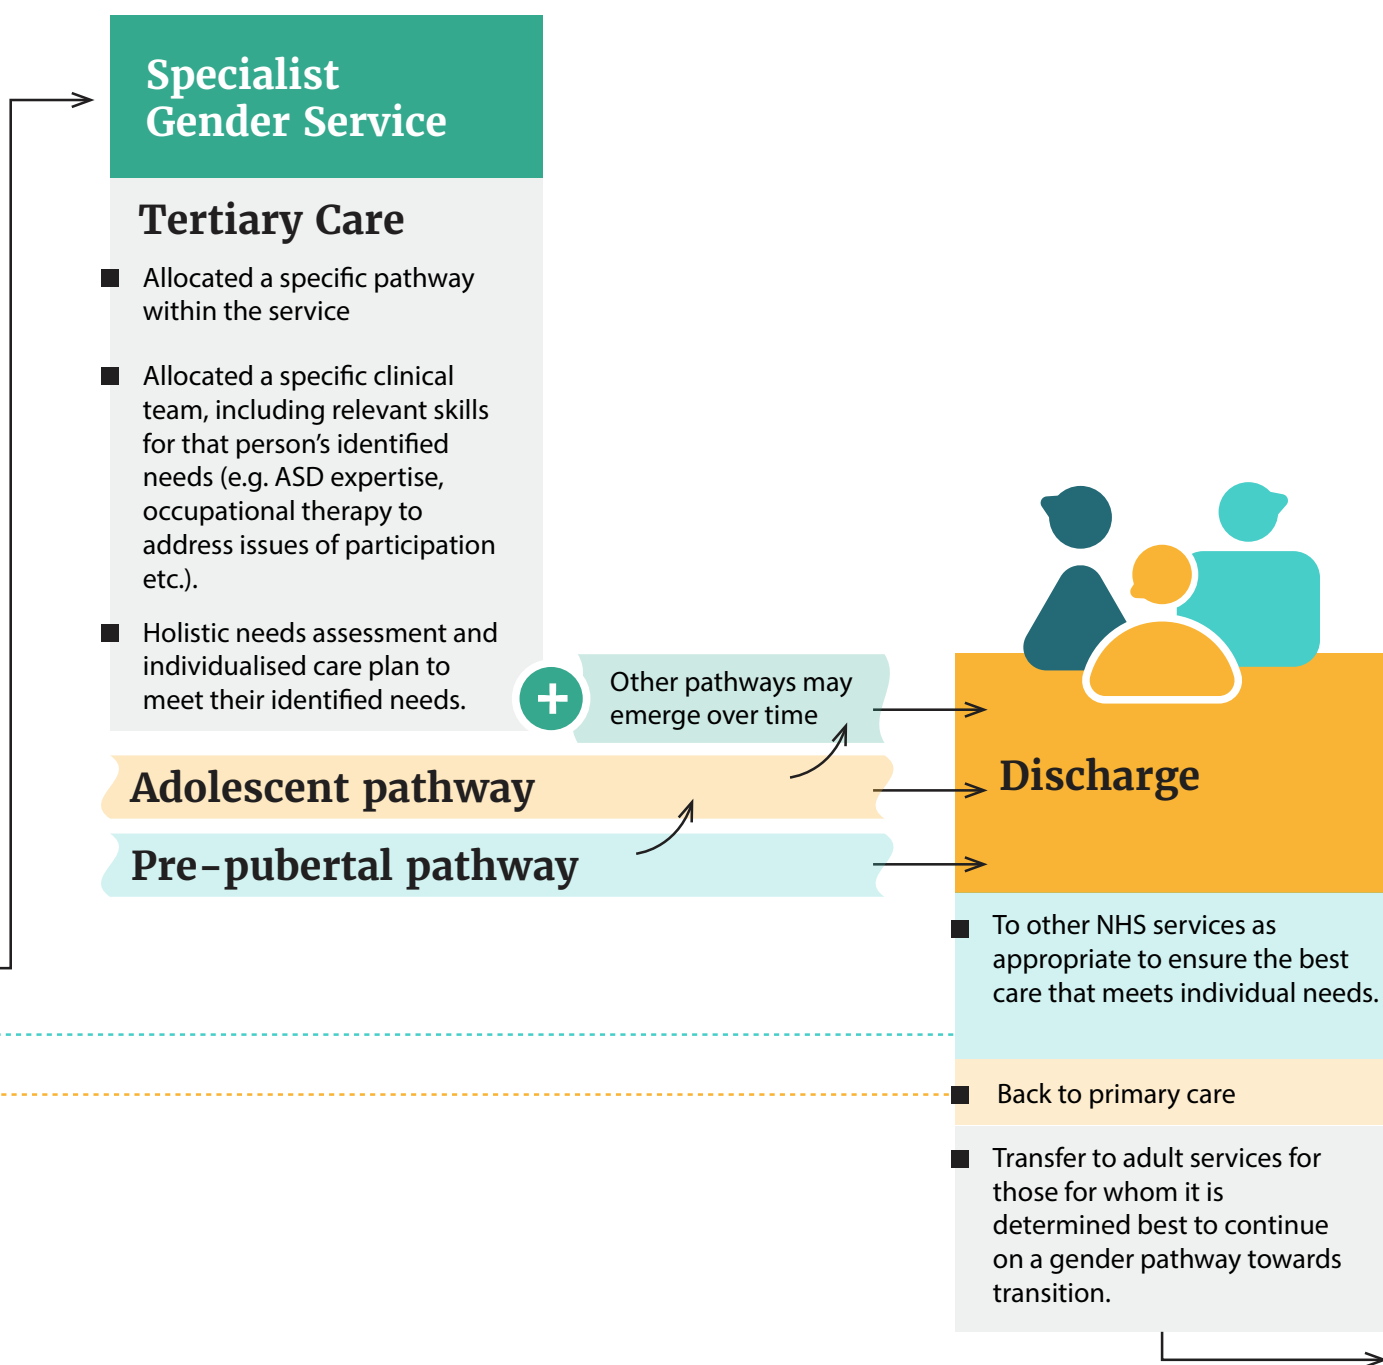 Specialist
Gender Service
Tertiary Care
Allocated a specific pathway
within the service
Allocated a specific clinical
team, including relevant skills
for that person’s identified
needs (e.g. ASD expertise,
occupational therapy to
address issues of participation
etc.).
Holistic needs assessment and
individualised care plan to
meet their identified needs.
+
Other pathways may
emerge over time
Adolescent pathway
Pre-pubertal pathway
Discharge
To other NHS services as
appropriate to ensure the best
care that meets individual needs.
Back to primary care
Transfer to adult services for
those for whom it is
determined best to continue
on a gender pathway towards
transition.